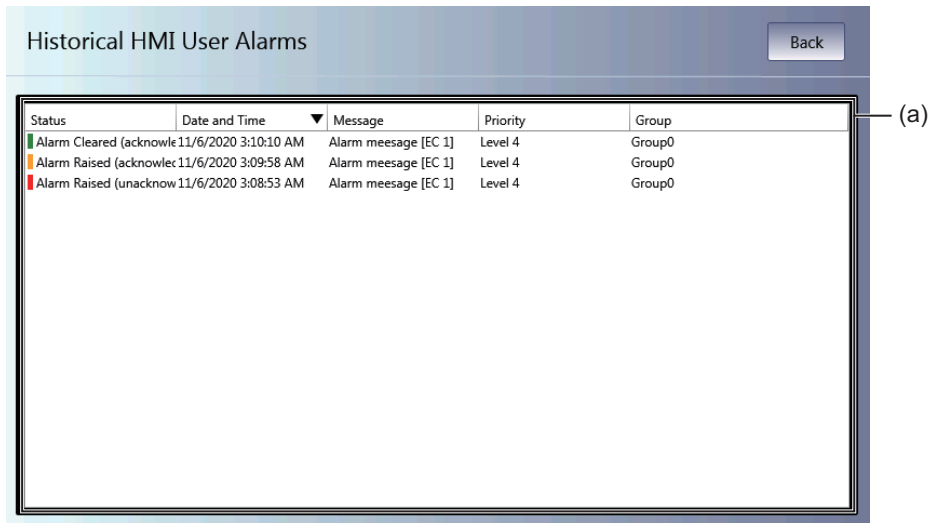 Historical HMI User Alarms
Back
(a)
Status Date and Time ▼ Message Priority Group
Alarm Cleared (acknowle 11/6/2020 3:10:10 AM Alarm meesage [EC 1] Level 4 Group0
Alarm Raised (acknowlec 11/6/2020 3:09:58 AM Alarm meesage [EC 1] Level 4 Group0
Alarm Raised (unacknow 11/6/2020 3:08:53 AM Alarm meesage [EC 1] Level 4 Group0